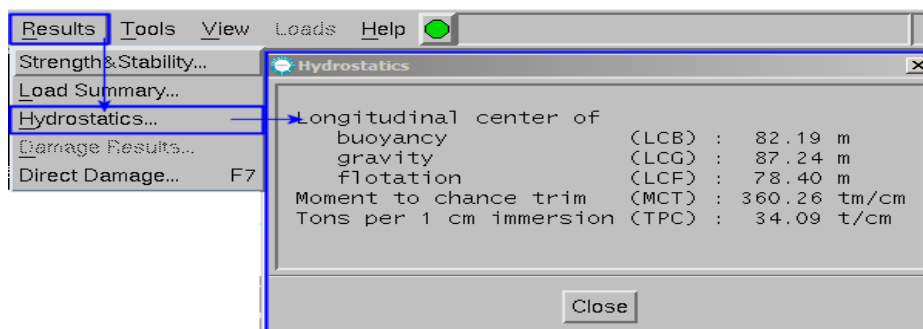 Results Tools View Loads Help
Strength&Stability...
Load Summary...
Hydrostatics...
Damage Results...
Direct Damage... F7
Hydrostatics
Longitudinal center of
buoyancy (LCB) : 82.19 m
gravity (LCG) : 87.24 m
flotation (LCF) : 78.40 m
Moment to chance trim (MCT) : 360.26 tm/cm
Tons per 1 cm immersion (TPC) : 34.09 t/cm
Close